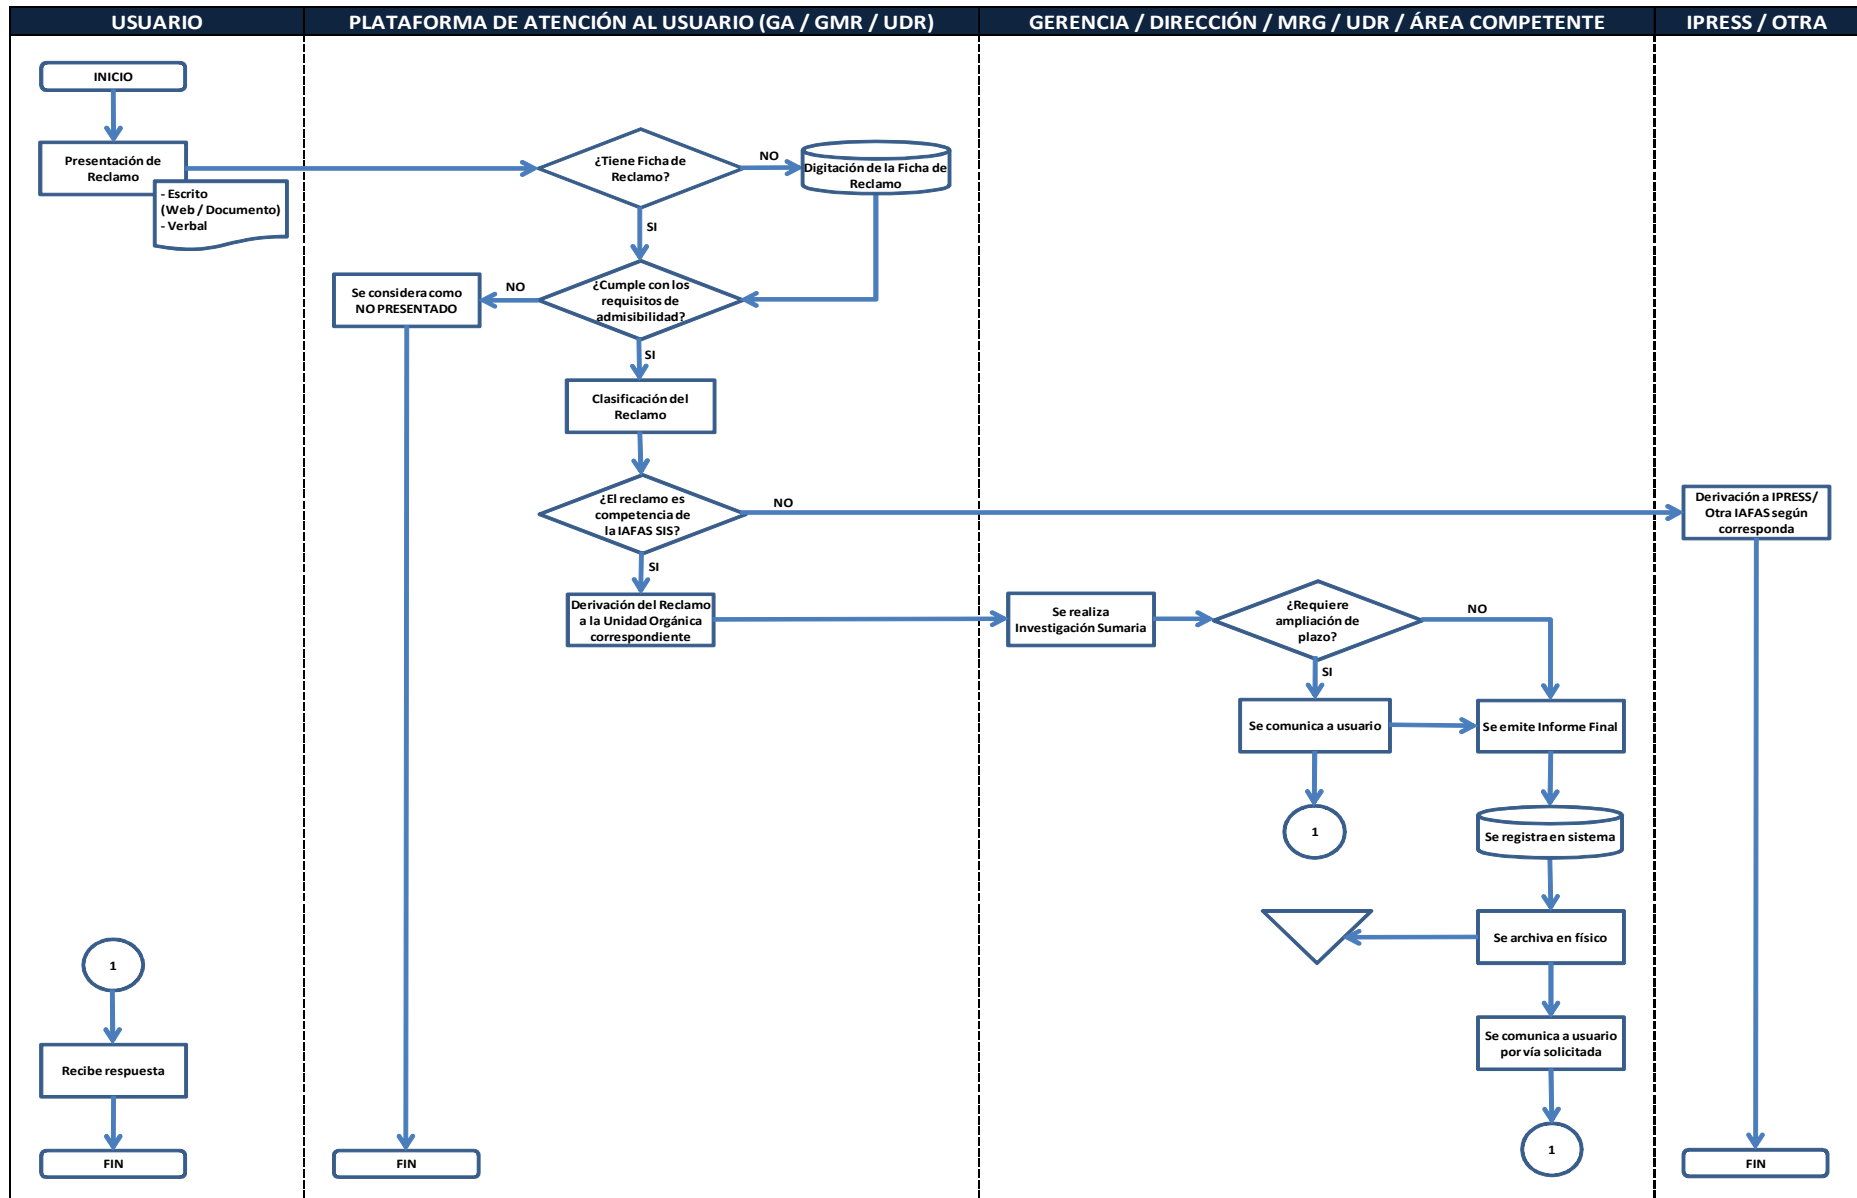 USUARIO
PLATAFORMA DE ATENCIÓN AL USUARIO (GA / GMR / UDR)
GERENCIA / DIRECCIÓN / MRG / UDR / ÁREA COMPETENTE
IPRESS / OTRA
INICIO
Presentación de
Reclamo
- Escrito
(Web / Documento)
- Verbal
¿Tiene Ficha de
Reclamo?
NO
Digitación de la Ficha de
Reclamo
SI
¿Cumple con los
requisitos de
admisibilidad?
NO
Se considera como
NO PRESENTADO
SI
Clasificación del
Reclamo
¿El reclamo es
competencia de
la IAFAS SIS?
NO
Derivación a IPRESS/
Otra IAFAS según
corresponda
SI
Derivación del Reclamo
a la Unidad Orgánica
correspondiente
Se realiza
Investigación Sumaria
¿Requiere
ampliación de
plazo?
NO
SI
Se comunica a usuario
Se emite Informe Final
1
Se registra en sistema
Se archiva en físico
1
Se comunica a usuario
por vía solicitada
Recibe respuesta
1
FIN
FIN
FIN